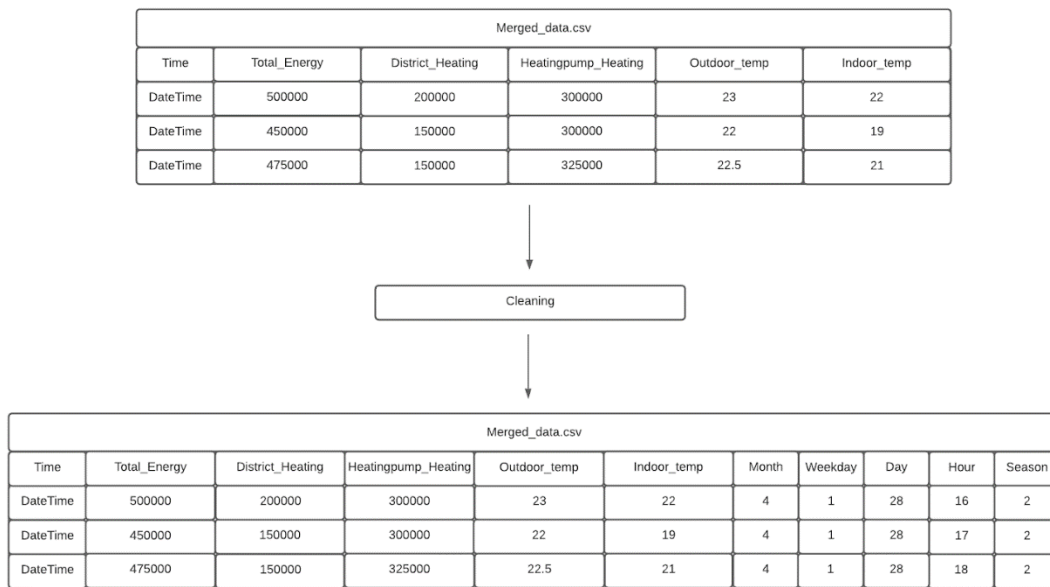 Merged_data.csv
Time Total_Energy District_Heating Heatingpump_Heating Outdoor_temp Indoor_temp
DateTime 500000 200000 300000 23 22
DateTime 450000 150000 300000 22 19
DateTime 475000 150000 325000 22.5 21
Cleaning
Merged_data.csv
Time Total_Energy District_Heating Heatingpump_Heating Outdoor_temp Indoor_temp Month Weekday Day Hour Season
DateTime 500000 200000 300000 23 22 4 1 28 16 2
DateTime 450000 150000 300000 22 19 4 1 28 17 2
DateTime 475000 150000 325000 22.5 21 4 1 28 18 2